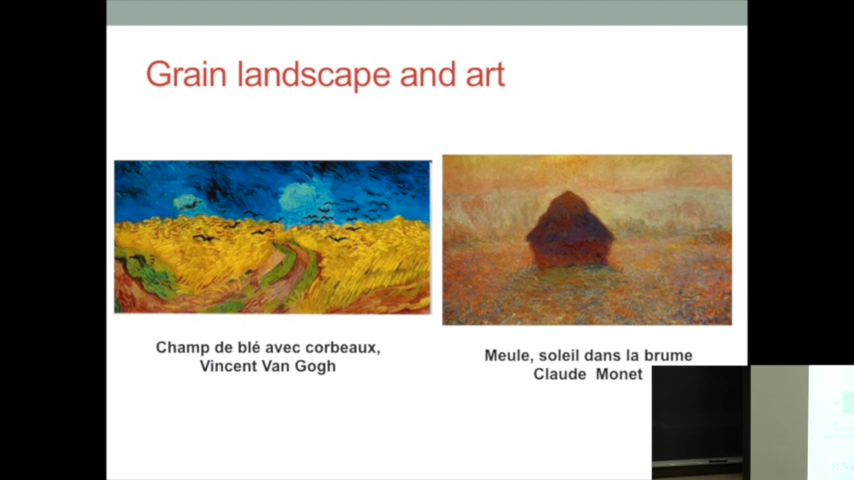 Grain landscape and art
Champ de blé avec corbeaux,
Vincent Van Gogh
Meule, soleil dans la brume
Claude Monet